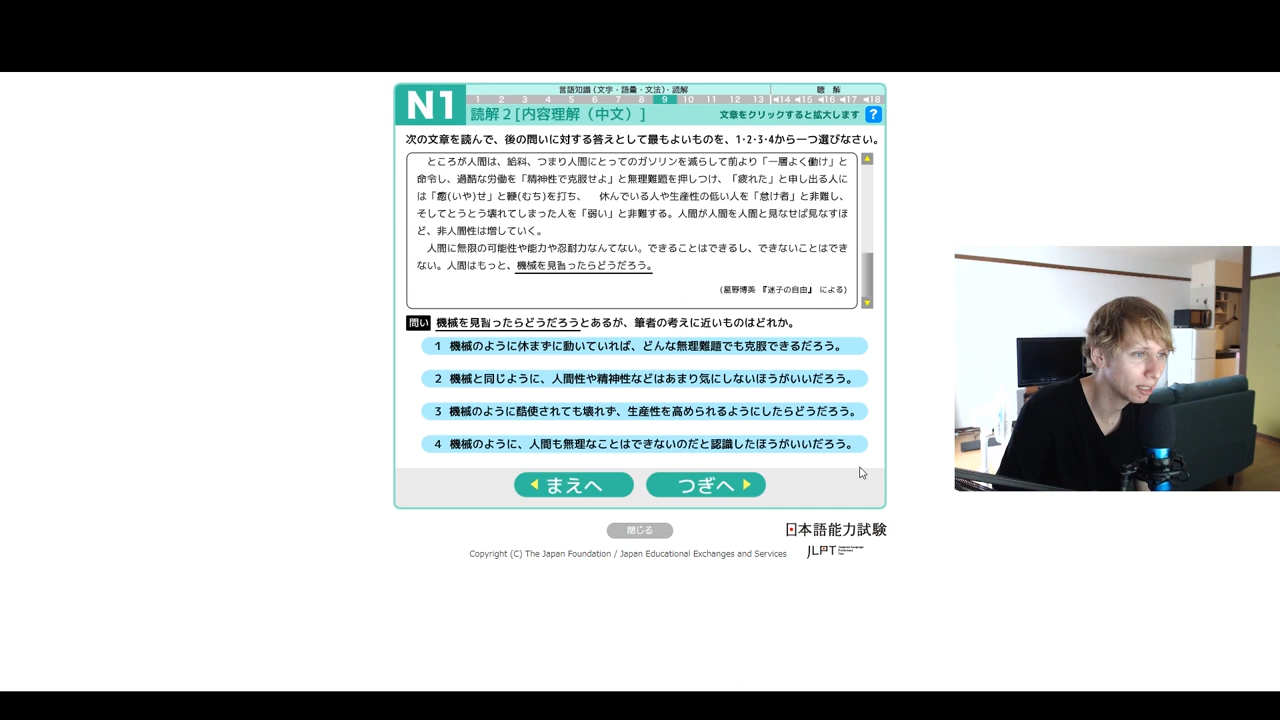 N1
言語知識(文字・語彙・文法)・読解
聴 解
1 2 3 4 5 6 7 8 9 10 11 12 13 14 15 16 17 18
読解2[内容理解(中文)]
文章をクリックすると拡大します ?
次の文章を読んで、後の問いに対する答えとして最もよいものを、1・2・3・4から一つ選びなさい。
ところが人間は、給料、つまり人間にとってのガソリンを減らして前より「一層よく働け」と
命令し、過酷な労働を「精神性で克服せよ」と無理難題を押しつけ、「疲れた」と申し出る人に
は「癒(いや)せ」と鞭(むち)を打ち、 休んでいる人や生産性の低い人を「怠け者」と非難し、
そしてとうとう壊れてしまった人を「弱い」と非難する。人間が人間を人間と見なせば見なすほ
ど、非人間性は増していく。
人間に無限の可能性や能力や忍耐力なんてない。できることはできるし、できないことはでき
ない。人間はもっと、機械を見習ったらどうだろう。
(星野博美 『迷子の自由』 による)
問い 機械を見習ったらどうだろうとあるが、筆者の考えに近いものはどれか。
1 機械のように休まずに動いていれば、どんな無理難題でも克服できるだろう。
2 機械と同じように、人間性や精神性などはあまり気にしないほうがいいだろう。
3 機械のように酷使されても壊れず、生産性を高められるようにしたらどうだろう。
4 機械のように、人間も無理なことはできないのだと認識したほうがいいだろう。
まえへ
つぎへ
閉じる
日本語能力試験
Copyright (C) The Japan Foundation / Japan Educational Exchanges and Services
JLPT